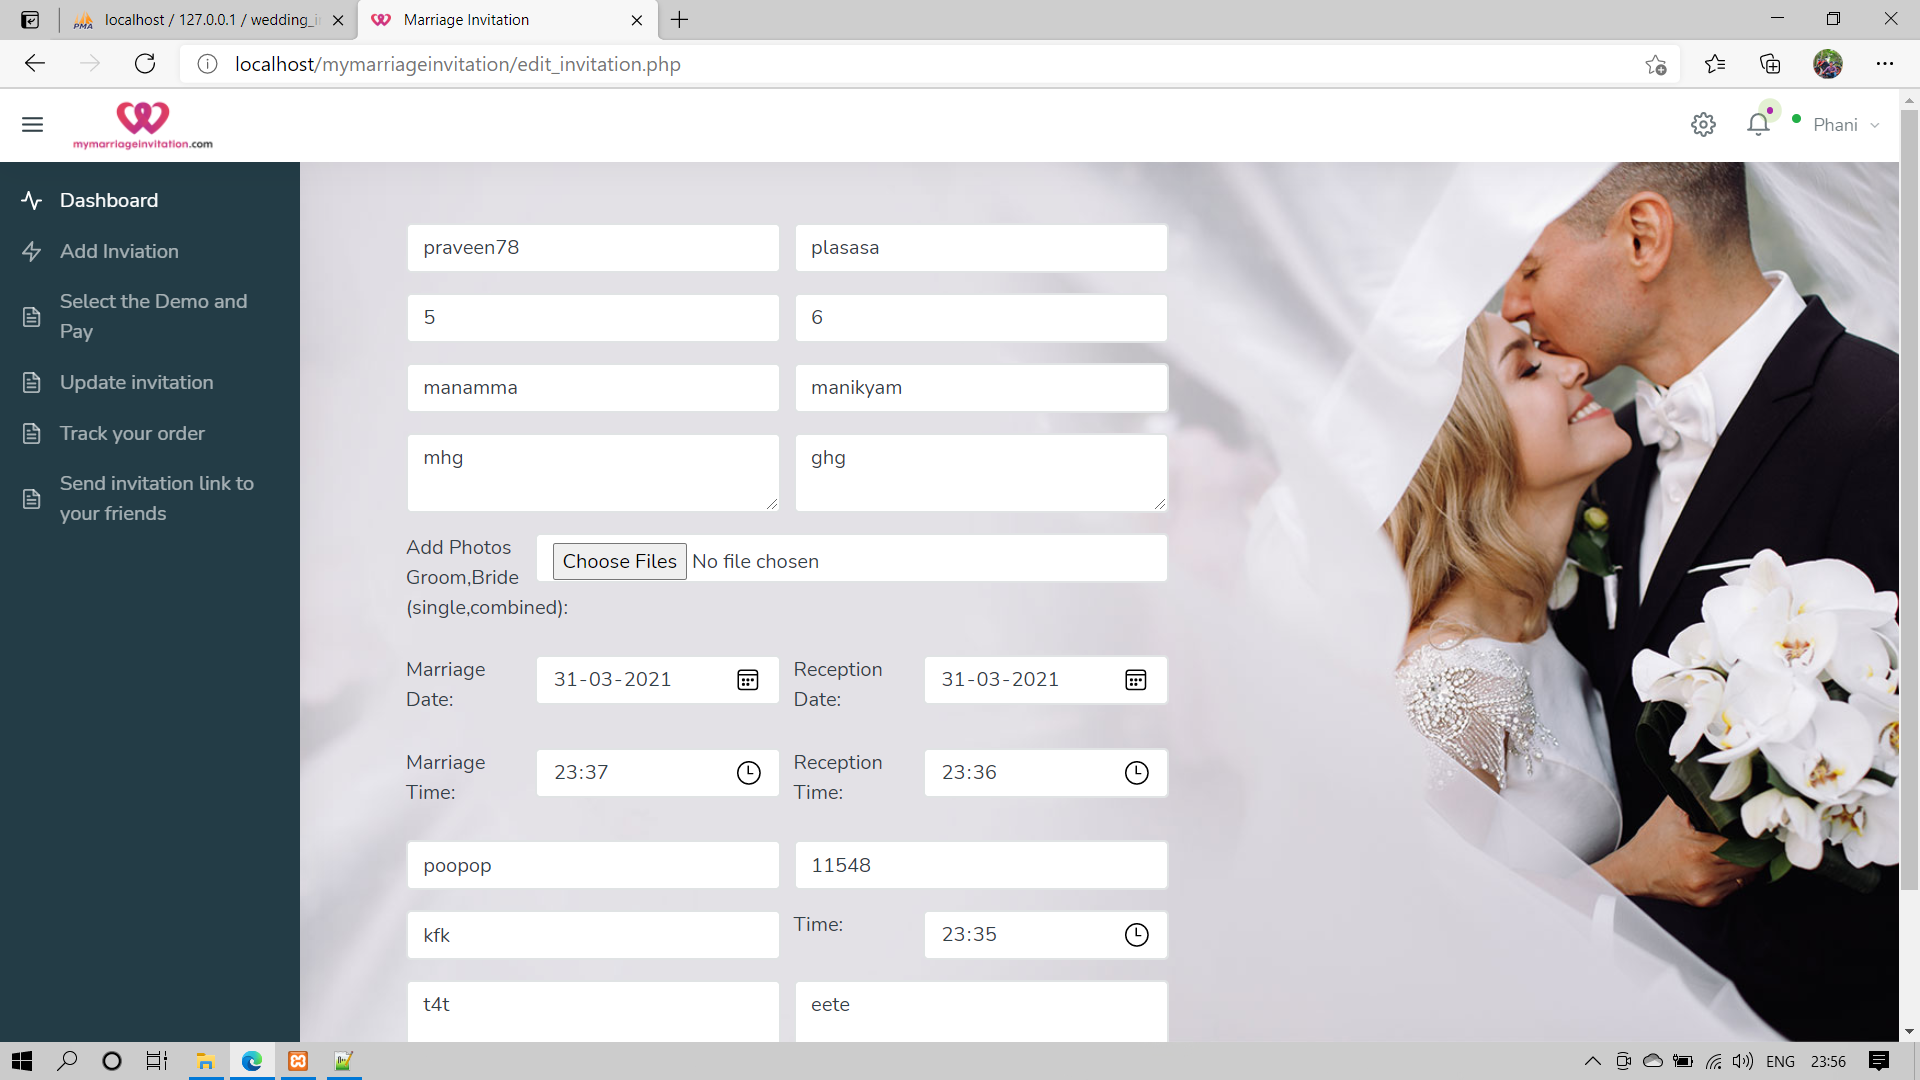 localhost / 127.0.0.1 / wedding_i
Marriage Invitation
localhost/mymarriageinvitation/edit_invitation.php
mymarriageinvitation.com
Phani
Dashboard
Add Inviation
Select the Demo and
Pay
Update invitation
Track your order
Send invitation link to
your friends
praveen78
plasasa
5
6
manamma
manikyam
mhg
ghg
Add Photos
Groom,Bride
(single,combined):
Choose Files No file chosen
Marriage
Date:
31-03-2021
Reception
Date:
31-03-2021
Marriage
Time:
23:37
Reception
Time:
23:36
poopop
11548
kfk
Time:
23:35
t4t
eete
ENG
23:56